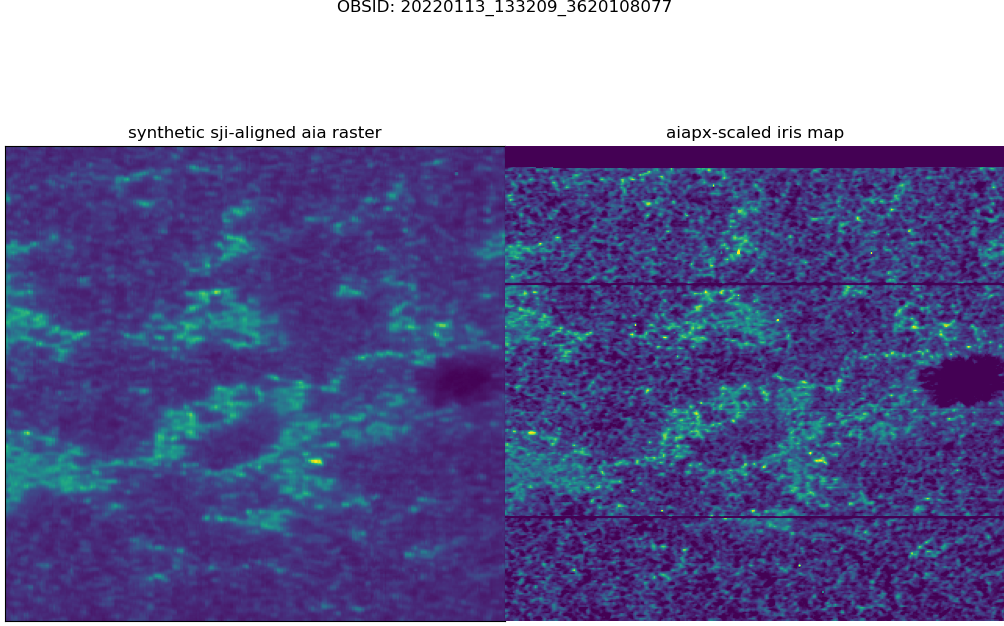 OBSID: 20220113_133209_3620108077
synthetic sji-aligned aia raster
aiapx-scaled iris map